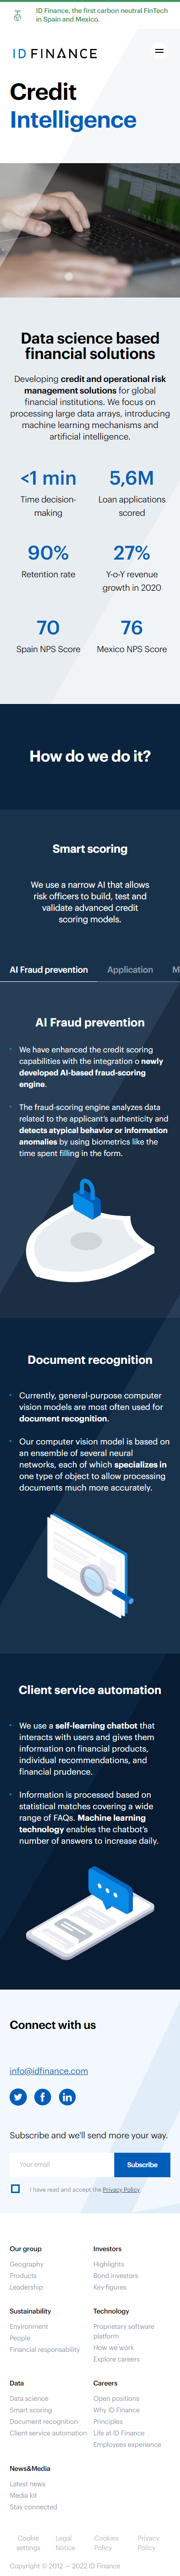 ID Finance, the first carbon neutral FinTech
in Spain and Mexico.
ID FINANCE
Credit
Intelligence
Data science based
financial solutions
Developing credit and operational risk
management solutions for global
financial institutions. We focus on
processing large data arrays, introducing
machine learning mechanisms and
artificial intelligence.
<1 min
5,6M
Time decision-
making
Loan applications
scored
90%
27%
Retention rate
Y-o-Y revenue
growth in 2020
70
76
Spain NPS Score
Mexico NPS Score
How do we do it?
Smart scoring
We use a narrow AI that allows
risk officers to build, test and
validate advanced credit
scoring models.
AI Fraud prevention
Application
M
AI Fraud prevention
We have enhanced the credit scoring
capabilities with the integration o newly
developed AI-based fraud-scoring
engine.
The fraud-scoring engine analyzes data
related to the applicant's authenticity and
detects atypical behavior or information
anomalies by using biometrics like the
time spent filling in the form.
Document recognition
Currently, general-purpose computer
vision models are most often used for
document recognition.
Our computer vision model is based on
an ensemble of several neural
networks, each of which specializes in
one type of object to allow processing
documents much more accurately.
Client service automation
We use a self-learning chatbot that
interacts with users and gives them
information on financial products,
individual recommendations, and
financial prudence.
Information is processed based on
statistical matches covering a wide
range of FAQs. Machine learning
technology enables the chatbot's
number of answers to increase daily.
Connect with us
info@idfinance.com
Subscribe and we'll send more your way.
Your email
Subscribe
I have read and accept the Privacy Policy
Our group
Geography
Products
Leadership
Investors
Highlights
Bond investors
Key figures
Sustainability
Environment
People
Financial responsability
Technology
Proprietary software
platform
How we work
Explore careers
Data
Data science
Smart scoring
Document recognition
Client service automation
Careers
Open positions
Why ID Finance
Principles
Life at ID Finance
Employees experience
News&Media
Latest news
Media kit
Stay connected
Cookie
settings
Legal
Notice
Cookies
Policy
Privacy
Policy
Copyright © 2012 — 2022 ID Finance